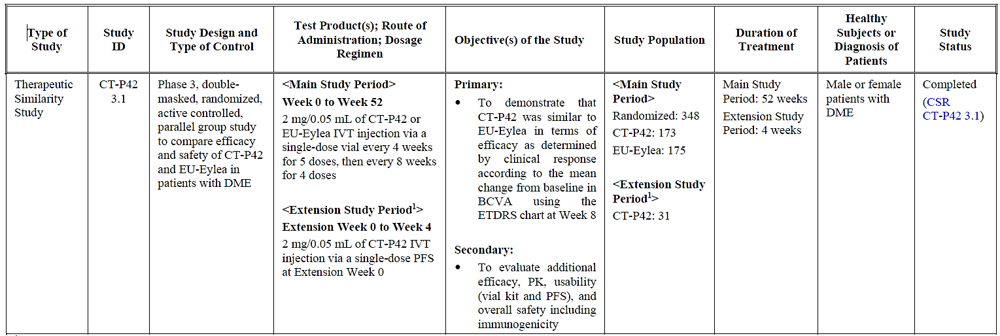 Type of
Study
Study
ID
Study Design and
Type of Control
Test Product(s); Route of
Administration; Dosage
Regimen
Objective(s) of the Study
Study Population
Duration of
Treatment
Healthy
Subjects or
Diagnosis of
Patients
Study
Status
Therapeutic
Similarity
Study
CT-P42
3.1
Phase 3, double-
masked, randomized,
active controlled,
parallel group study
to compare efficacy
and safety of CT-P42
and EU-Eylea in
patients with DME
<Main Study Period>
Week 0 to Week 52
2 mg/0.05 mL of CT-P42 or
EU-Eylea IVT injection via a
single-dose vial every 4 weeks
for 5 doses, then every 8 weeks
for 4 doses
<Extension Study Period1>
Extension Week 0 to Week 4
2 mg/0.05 mL of CT-P42 IVT
injection via a single-dose PFS
at Extension Week 0
Primary:
• To demonstrate that
CT-P42 was similar to
EU-Eylea in terms of
efficacy as determined
by clinical response
according to the mean
change from baseline in
BCVA using the
ETDRS chart at Week 8
Secondary:
• To evaluate additional
efficacy, PK, usability
(vial kit and PFS), and
overall safety including
immunogenicity
<Main Study
Period>
Randomized: 348
CT-P42: 173
EU-Eylea: 175
<Extension Study
Period1>
CT-P42: 31
Main Study
Period: 52 weeks
Extension Study
Period: 4 weeks
Male or female
patients with
DME
Completed
(CSR
CT-P42 3.1)